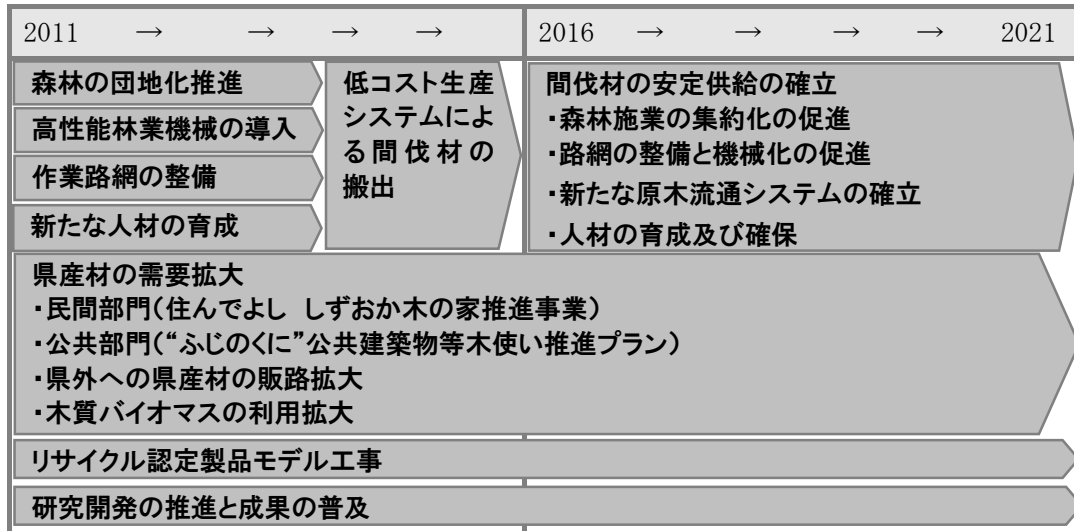 2011 → → → → 2016 → → → → 2021
森林の団地化推進
高性能林業機械の導入
作業路網の整備
新たな人材の育成
低コスト生産
システムによ
る間伐材の
搬出
間伐材の安定供給の確立
・森林施業の集約化の促進
・路網の整備と機械化の促進
・新たな原木流通システムの確立
・人材の育成及び確保
県産材の需要拡大
・民間部門(住んでよし しずおか木の家推進事業)
・公共部門(“ふじのくに”公共建築物等木使い推進プラン)
・県外への県産材の販路拡大
・木質バイオマスの利用拡大
リサイクル認定製品モデル工事
研究開発の推進と成果の普及